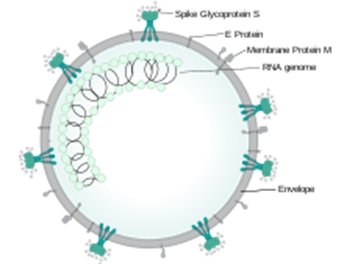 Spike Glycoprotein S
E Protein
Membrane Protein M
RNA genome
Envelope